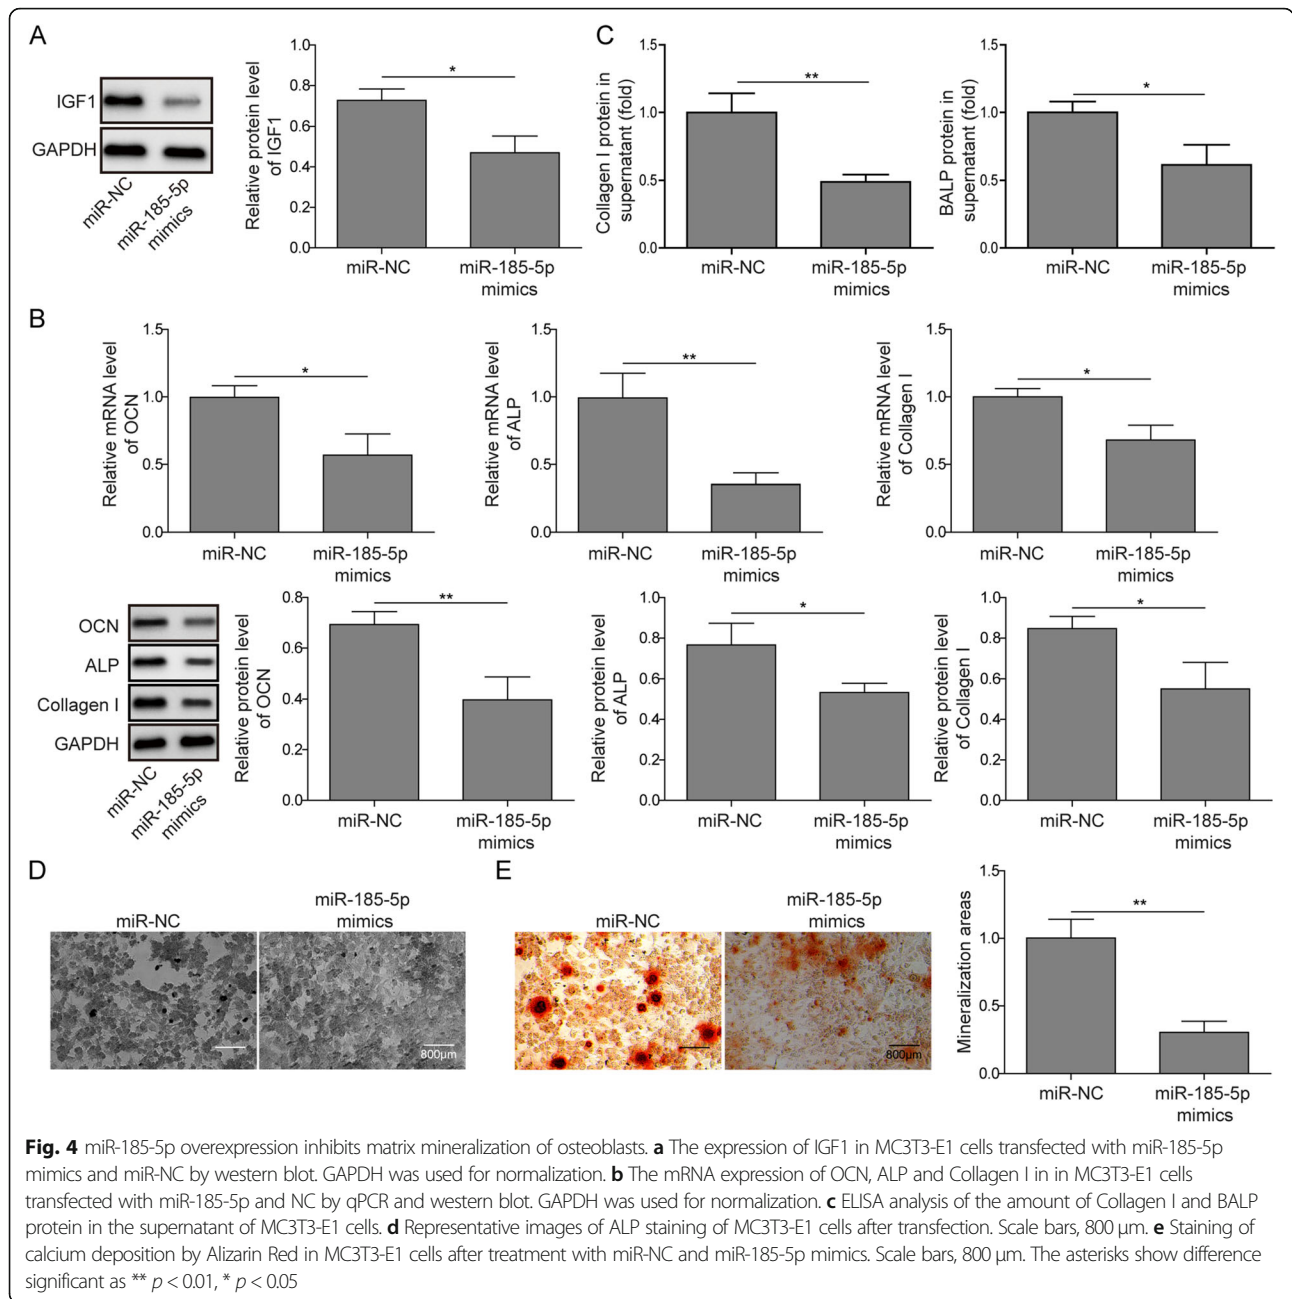 A
IGF1
GAPDH
miR-NC
miR-185-5p
mimics
Relative protein level
of IGF1
1.0
0.8
0.6
0.4
0.2
0.0
*
miR-NC
miR-185-5p
mimics
C
Collagen I protein in
supernatant (fold)
1.5
1.0
0.5
0.0
**
miR-NC
miR-185-5p
mimics
BALP protein in
supernatant (fold)
1.5
1.0
0.5
0.0
*
miR-NC
miR-185-5p
mimics
B
Relative mRNA level
of OCN
1.5
1.0
0.5
0.0
*
miR-NC
miR-185-5p
mimics
Relative mRNA level
of ALP
1.5
1.0
0.5
0.0
**
miR-NC
miR-185-5p
mimics
Relative mRNA level
of Collagen I
1.5
1.0
0.5
0.0
*
miR-NC
miR-185-5p
mimics
OCN
ALP
Collagen I
GAPDH
miR-NC
miR-185-5p
mimics
Relative protein level
of OCN
0.8
0.6
0.4
0.2
0.0
**
miR-NC
miR-185-5p
mimics
Relative protein level
of ALP
1.0
0.8
0.6
0.4
0.2
0.0
*
miR-NC
miR-185-5p
mimics
Relative protein level
of Collagen I
1.0
0.8
0.6
0.4
0.2
0.0
*
miR-NC
miR-185-5p
mimics
D
miR-NC
miR-185-5p
mimics
800μm
E
miR-NC
miR-185-5p
mimics
800μm
Mineralization areas
1.5
1.0
0.5
0.0
**
miR-NC
miR-185-5p
mimics
Fig. 4 miR-185-5p overexpression inhibits matrix mineralization of osteoblasts. a The expression of IGF1 in MC3T3-E1 cells transfected with miR-185-5p
mimics and miR-NC by western blot. GAPDH was used for normalization. b The mRNA expression of OCN, ALP and Collagen I in in MC3T3-E1 cells
transfected with miR-185-5p and NC by qPCR and western blot. GAPDH was used for normalization. c ELISA analysis of the amount of Collagen I and BALP
protein in the supernatant of MC3T3-E1 cells. d Representative images of ALP staining of MC3T3-E1 cells after transfection. Scale bars, 800 μm. e Staining of
calcium deposition by Alizarin Red in MC3T3-E1 cells after treatment with miR-NC and miR-185-5p mimics. Scale bars, 800 μm. The asterisks show difference
significant as ** p < 0.01, * p < 0.05